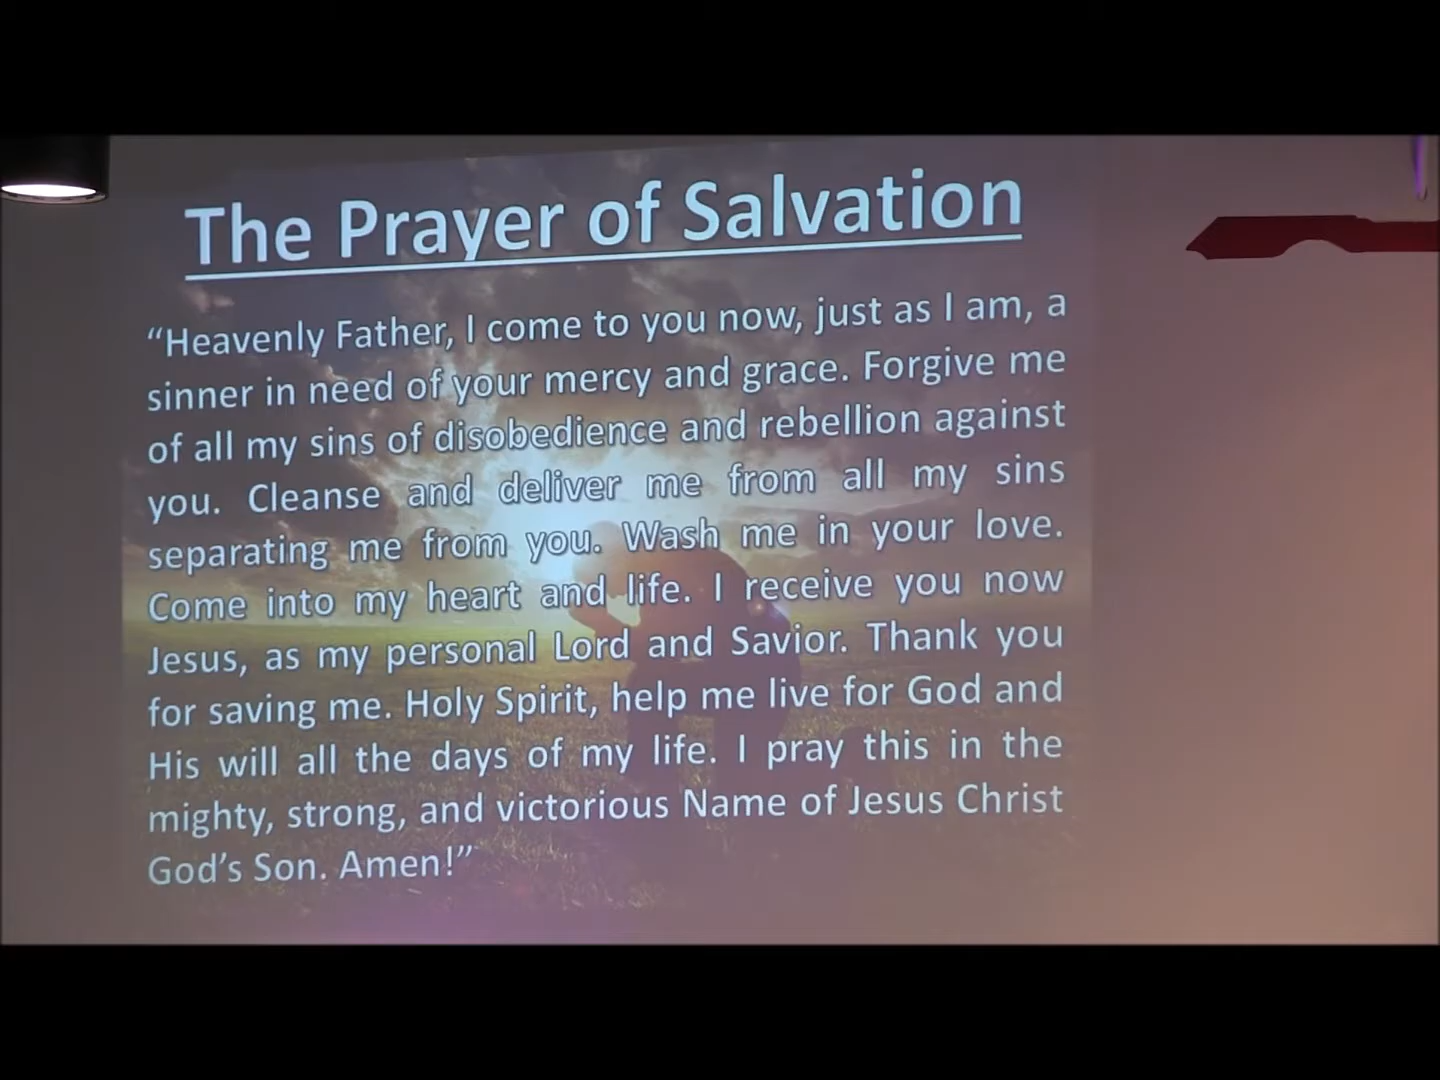 The Prayer of Salvation
“Heavenly Father, I come to you now, just as I am, a
sinner in need of your mercy and grace. Forgive me
of all my sins of disobedience and rebellion against
you. Cleanse and deliver me from all my sins
separating me from you. Wash me in your love.
Come into my heart and life. I receive you now
Jesus, as my personal Lord and Savior. Thank you
for saving me. Holy Spirit, help me live for God and
His will all the days of my life. I pray this in the
mighty, strong, and victorious Name of Jesus Christ
God’s Son. Amen!”